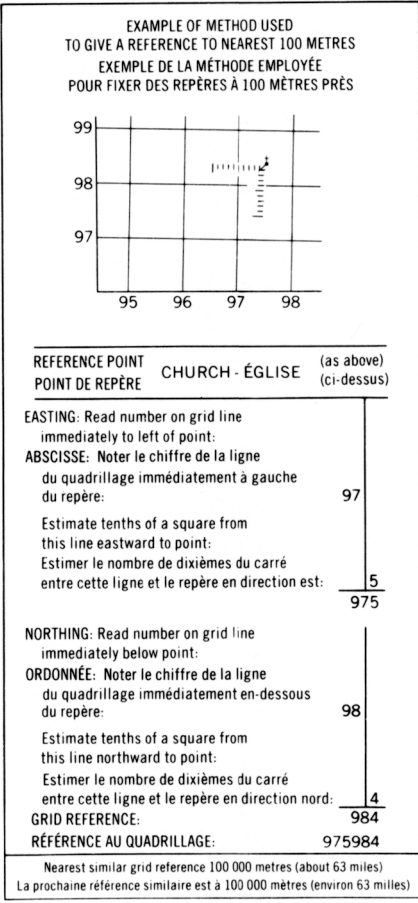 EXAMPLE OF METHOD USED
TO GIVE A REFERENCE TO NEAREST 100 METRES
EXEMPLE DE LA MÉTHODE EMPLOYÉE
POUR FIXER DES REPÈRES À 100 MÈTRES PRÈS
99
98
97
95 96 97 98
REFERENCE POINT
POINT DE REPÈRE
CHURCH - ÉGLISE
(as above)
(ci-dessus)
EASTING: Read number on grid line
immediately to left of point:
ABSCISSE: Noter le chiffre de la ligne
du quadrillage immédiatement à gauche
du repère: 97
Estimate tenths of a square from
this line eastward to point:
Estimer le nombre de dixièmes du carré
entre cette ligne et le repère en direction est: 5
975
NORTHING: Read number on grid line
immediately below point:
ORDONNÉE: Noter le chiffre de la ligne
du quadrillage immédiatement en-dessous
du repère: 98
Estimate tenths of a square from
this line northward to point:
Estimer le nombre de dixièmes du carré
entre cette ligne et le repère en direction nord: 4
GRID REFERENCE: 984
RÉFÉRENCE AU QUADRILLAGE: 975984
Nearest similar grid reference 100 000 metres (about 63 miles)
La prochaine référence similaire est à 100 000 mètres (environ 63 milles)